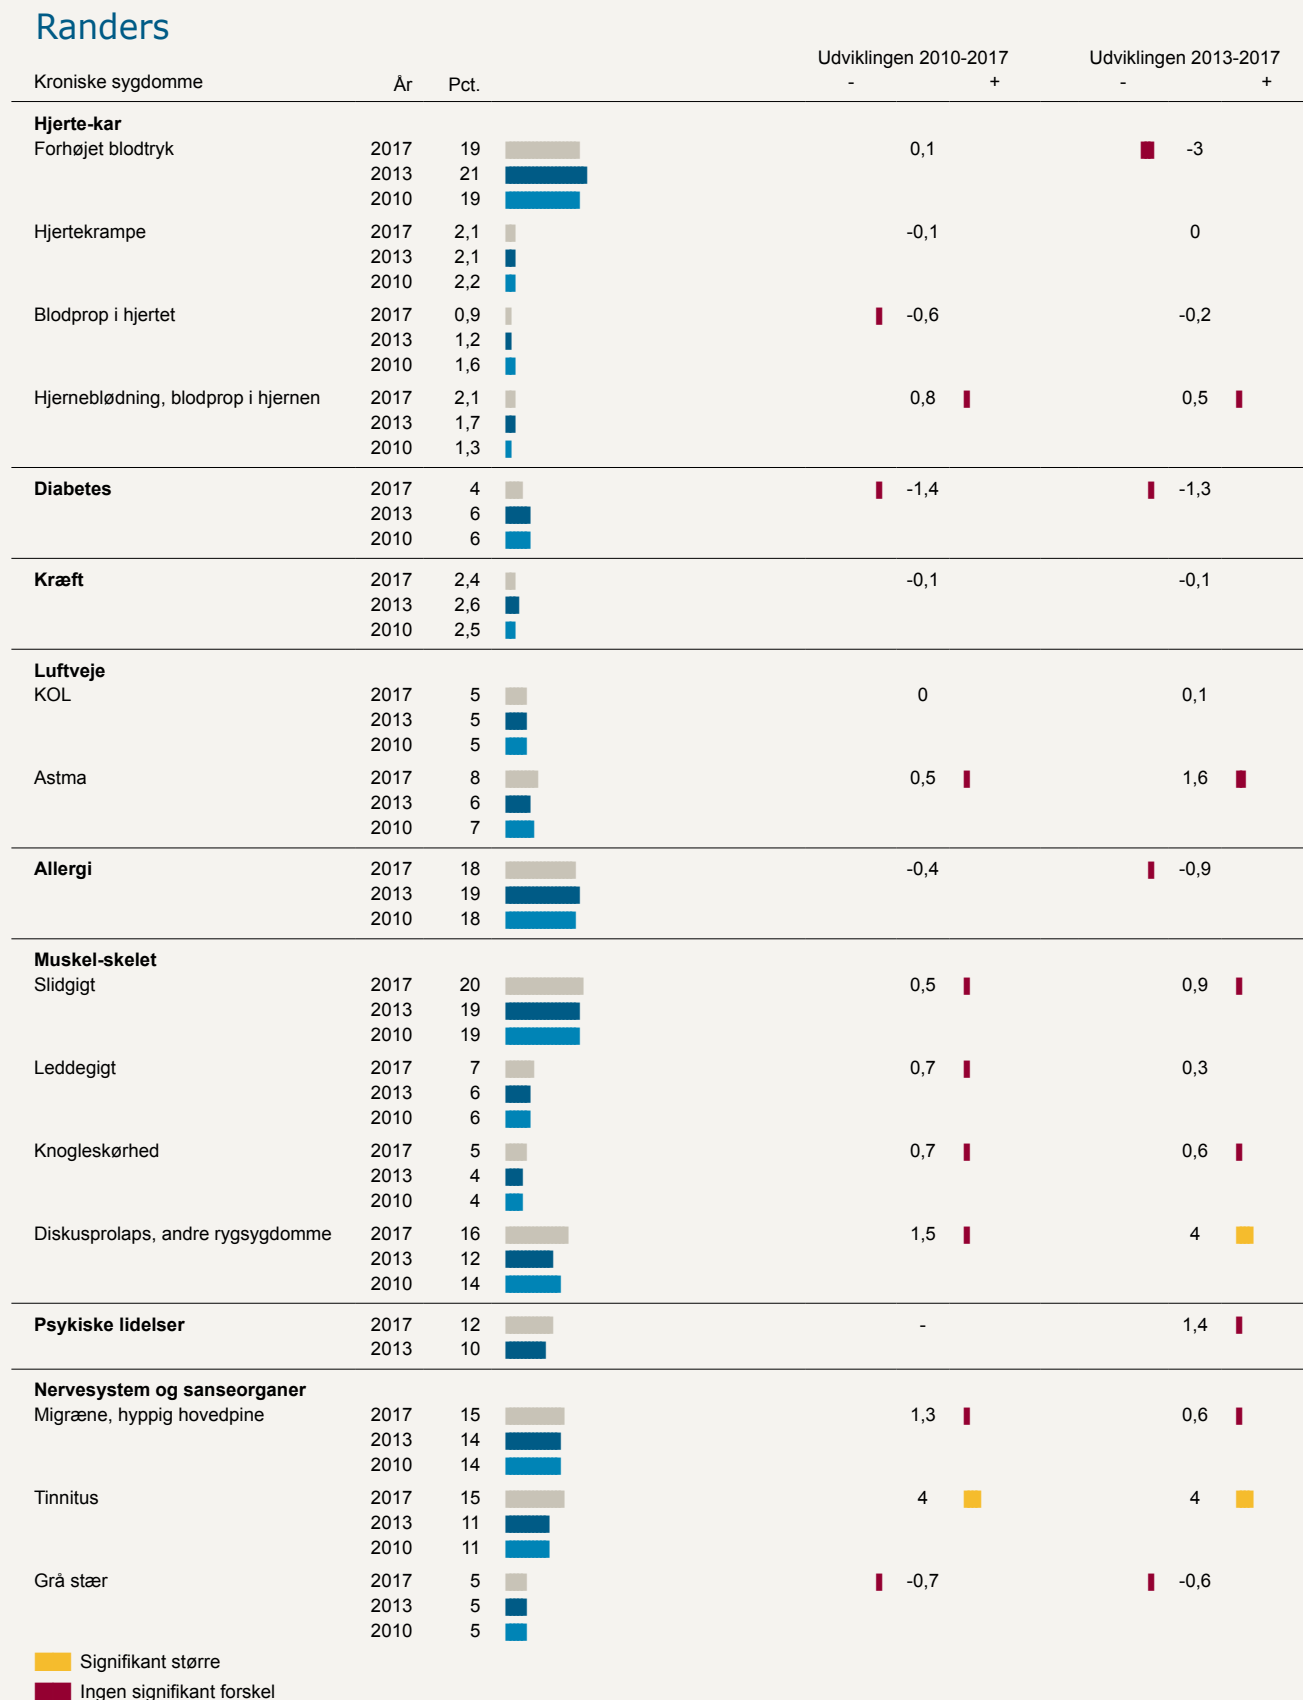 Randers
Udviklingen 2010-2017 Udviklingen 2013-2017
Kroniske sygdomme År Pct. - + - +
Hjerte-kar
Forhøjet blodtryk 2017 19 0,1 -3
2013 21
2010 19
Hjertekrampe 2017 2,1 -0,1 0
2013 2,1
2010 2,2
Blodprop i hjertet 2017 0,9 -0,6 -0,2
2013 1,2
2010 1,6
Hjerneblødning, blodprop i hjernen 2017 2,1 0,8 0,5
2013 1,7
2010 1,3
Diabetes 2017 4 -1,4 -1,3
2013 6
2010 6
Kræft 2017 2,4 -0,1 -0,1
2013 2,6
2010 2,5
Luftveje
KOL 2017 5 0 0,1
2013 5
2010 5
Astma 2017 8 0,5 1,6
2013 6
2010 7
Allergi 2017 18 -0,4 -0,9
2013 19
2010 18
Muskel-skelet
Slidgigt 2017 20 0,5 0,9
2013 19
2010 19
Leddegigt 2017 7 0,7 0,3
2013 6
2010 6
Knogleskørhed 2017 5 0,7 0,6
2013 4
2010 4
Diskusprolaps, andre rygsygdomme 2017 16 1,5 4
2013 12
2010 14
Psykiske lidelser 2017 12 - 1,4
2013 10
Nervesystem og sanseorganer
Migræne, hyppig hovedpine 2017 15 1,3 0,6
2013 14
2010 14
Tinnitus 2017 15 4 4
2013 11
2010 11
Grå stær 2017 5 -0,7 -0,6
2013 5
2010 5
Signifikant større
Ingen signifikant forskel